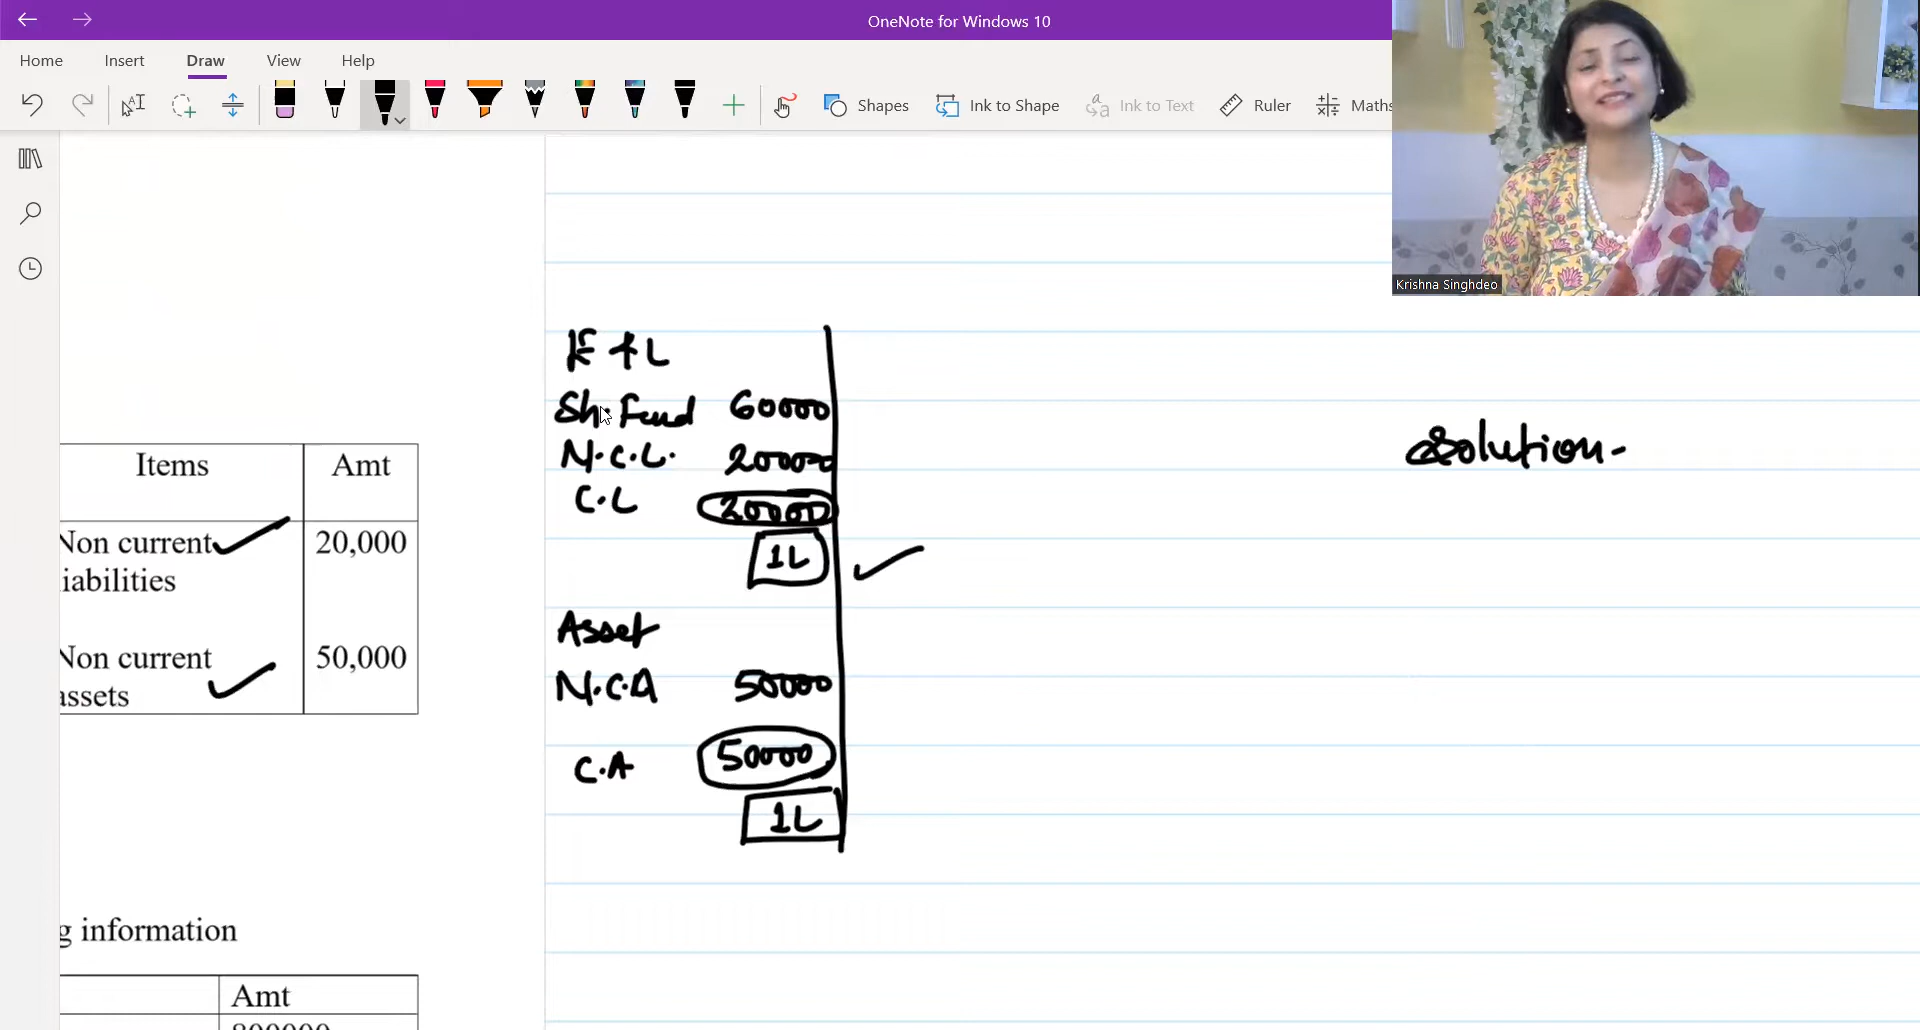 OneNote for Windows 10
Home Insert Draw View Help
Shapes Ink to Shape Ink to Text Ruler Maths
Krishna Singhdeo
Items Amt
Non current 20,000
iabilities
Non current 50,000
assets
g information
Amt
800000
E + L
Sh. Fund 60000
N.C.L. 20000
C.L 20000
1L
Asset
N.C.A 50000
C.A 50000
1L
Solution-